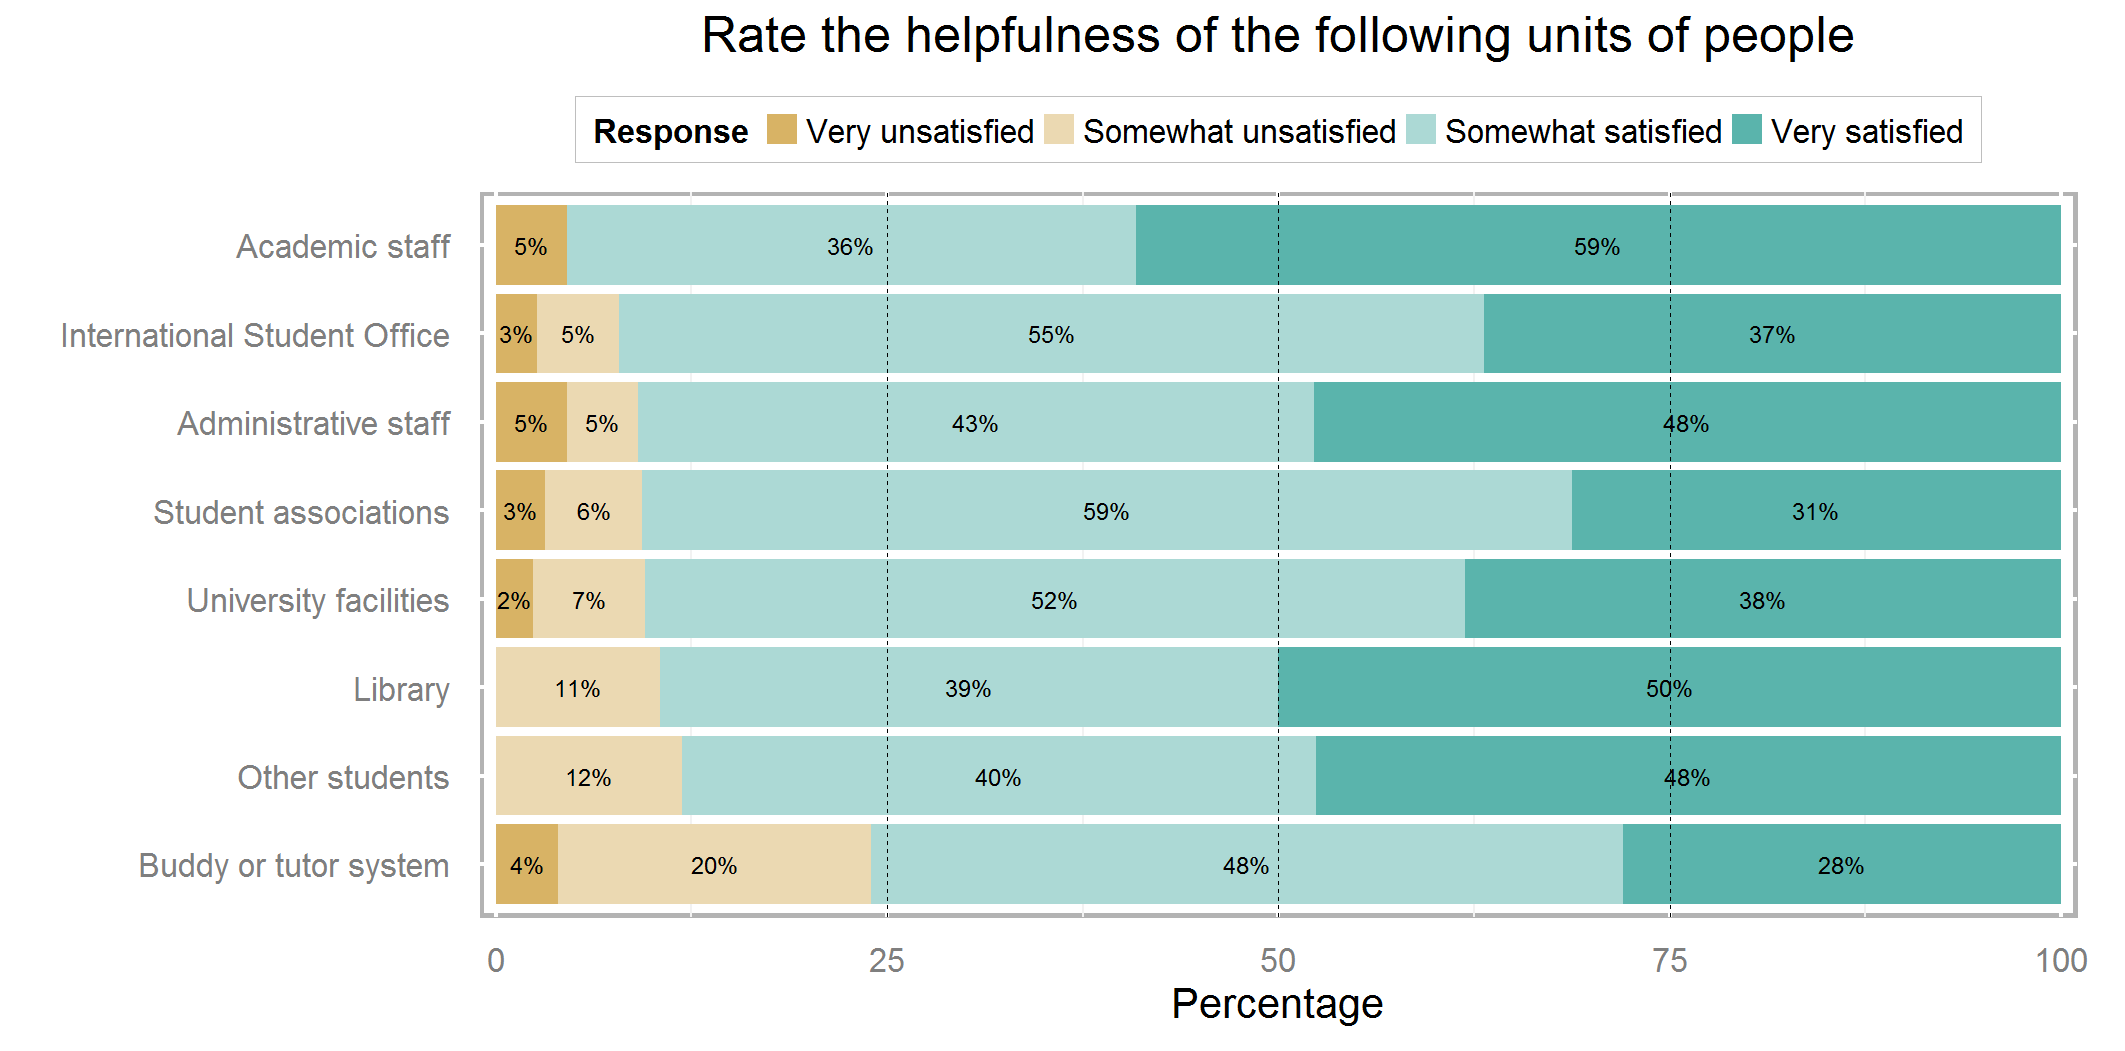 Rate the helpfulness of the following units of people
Response Very unsatisfied Somewhat unsatisfied Somewhat satisfied Very satisfied
Academic staff 5% 36% 59%
International Student Office 3% 5% 55% 37%
Administrative staff 5% 5% 43% 48%
Student associations 3% 6% 59% 31%
University facilities 2% 7% 52% 38%
Library 11% 39% 50%
Other students 12% 40% 48%
Buddy or tutor system 4% 20% 48% 28%
0 25 50 75 100
Percentage